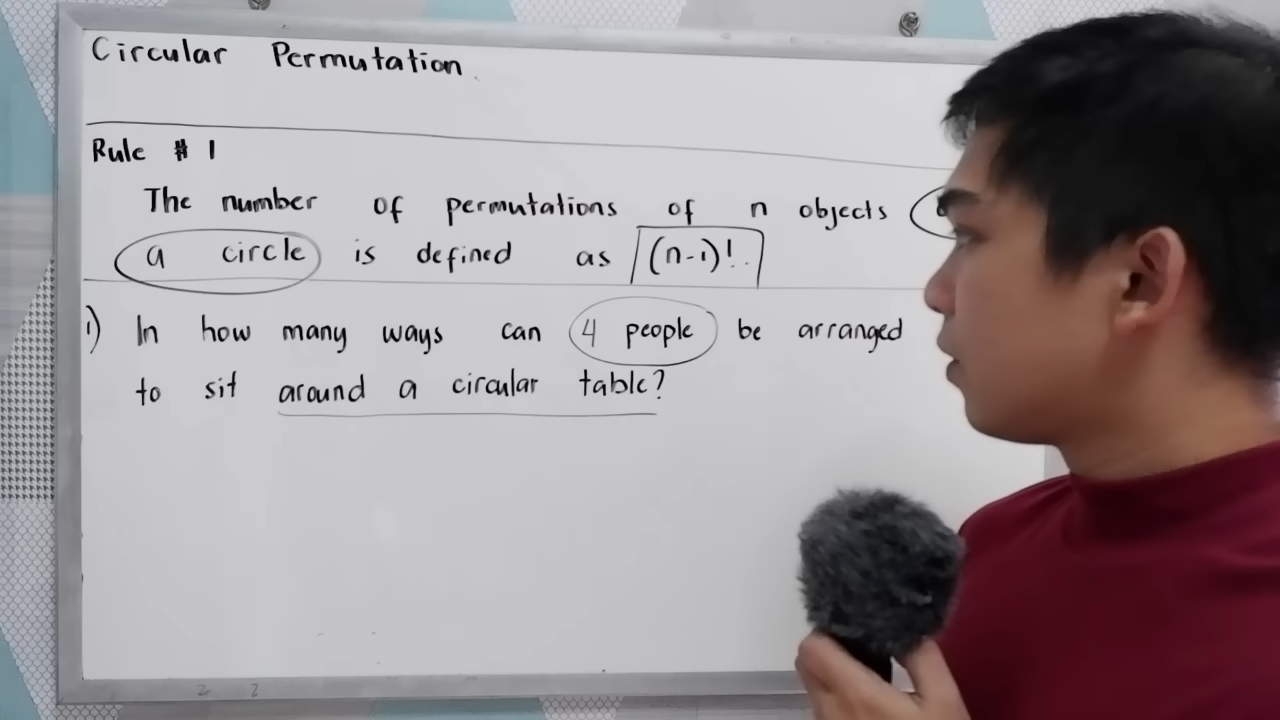 Circular Permutation
Rule # 1
The number of permutations of n objects
a circle is defined as (n-1)!.
1) In how many ways can 4 people be arranged
to sit around a circular table?